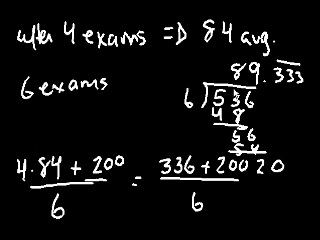 after 4 exams => 84 avg.
6 exams
89.333
6)536
48
56
54
4.84 + 200 / 6 = 336 + 200 20 / 6